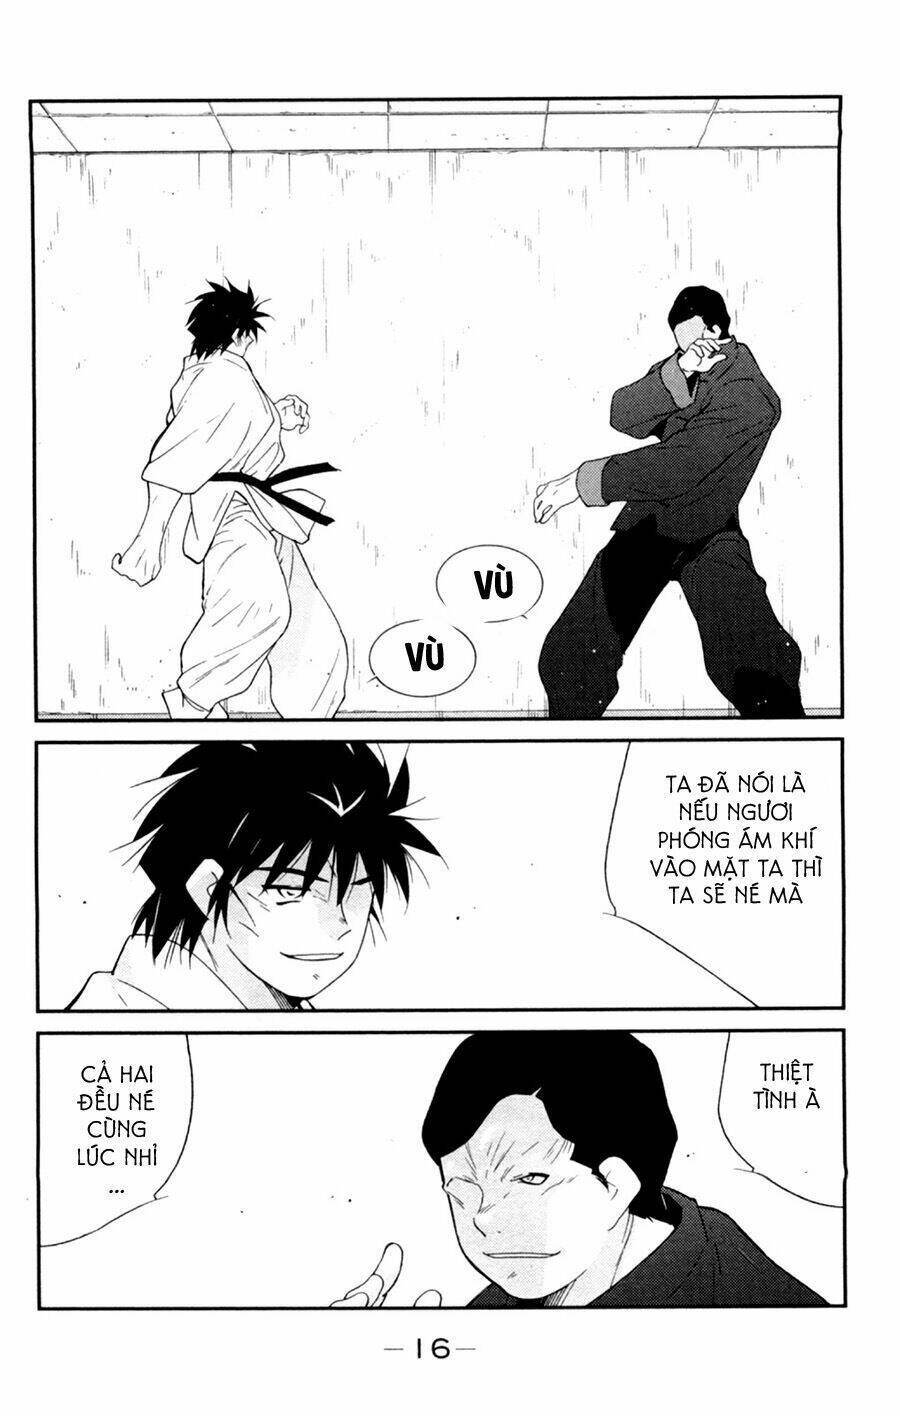 VÙ
VÙ
TA ĐÃ NÓI LÀ
NẾU NGƯƠI
PHÓNG ÁM KHÍ
VÀO MẶT TA THÌ
TA SẼ NÉ MÀ
THIỆT
TÌNH À
CẢ HAI
ĐỀU NÉ
CÙNG
LÚC NHỈ
...
—16—